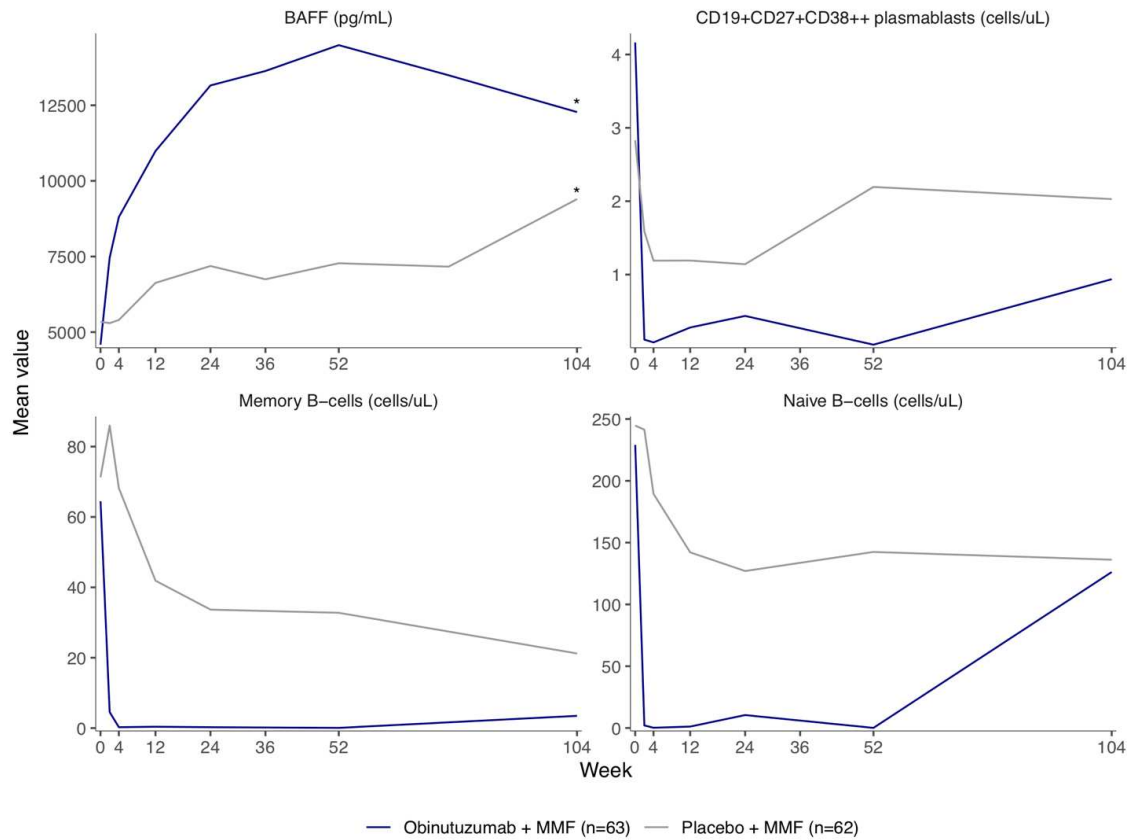 BAFF (pg/mL)
12500
10000
7500
5000
*
*
0 4 12 24 36 52 104
CD19+CD27+CD38++ plasmablasts (cells/uL)
4
3
2
1
0 4 12 24 36 52 104
Mean value
Memory B−cells (cells/uL)
80
60
40
20
0
0 4 12 24 36 52 104
Naive B−cells (cells/uL)
250
200
150
100
50
0
0 4 12 24 36 52 104
Week
Obinutuzumab + MMF (n=63) Placebo + MMF (n=62)